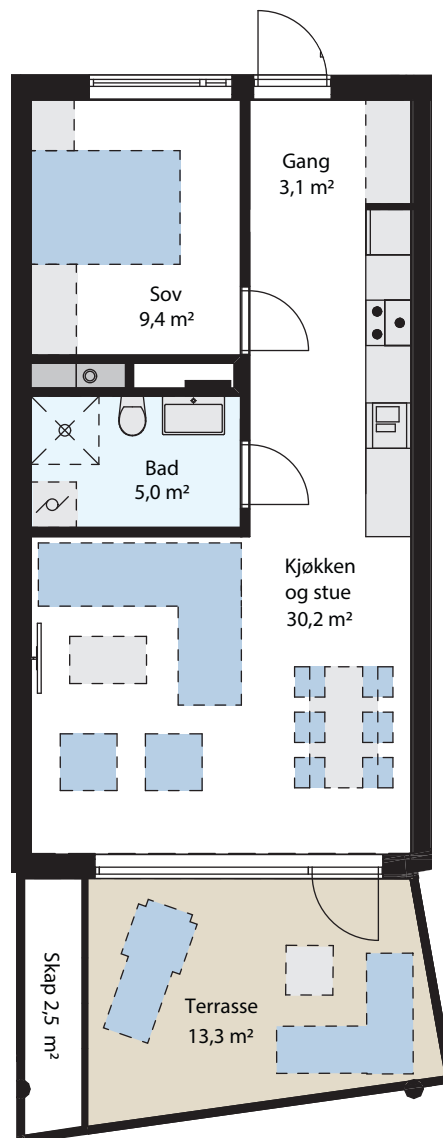 Gang
3,1 m²
Sov
9,4 m²
Bad
5,0 m²
Kjøkken
og stue
30,2 m²
Skap 2,5 m²
Terrasse
13,3 m²